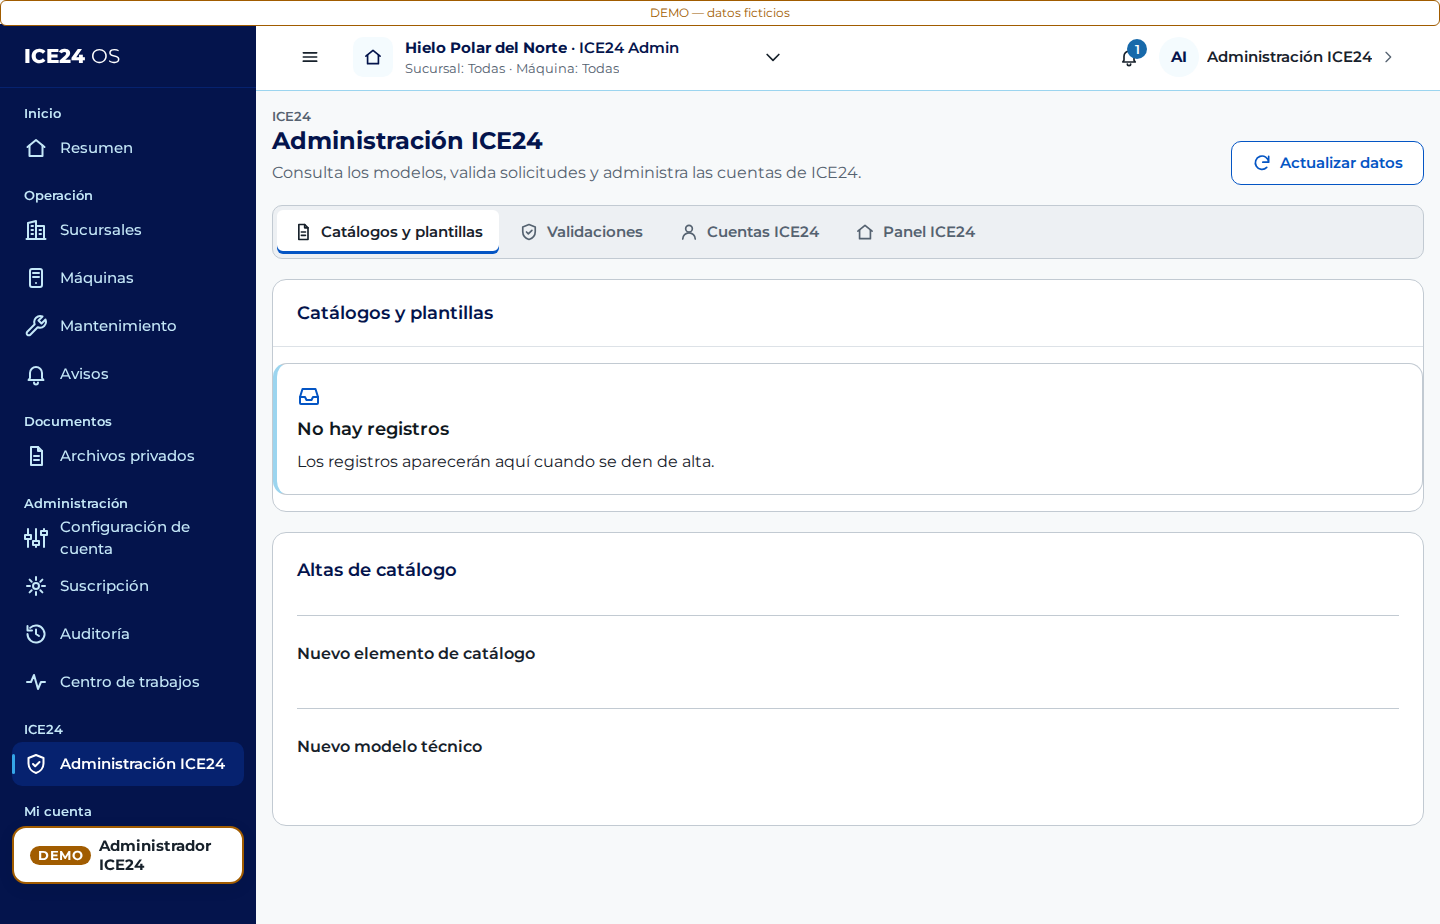 DEMO — datos ficticios
ICE24 OS
Inicio
Resumen
Operación
Sucursales
Máquinas
Mantenimiento
Avisos
Documentos
Archivos privados
Administración
Configuración de
cuenta
Suscripción
Auditoría
Centro de trabajos
ICE24
Administración ICE24
Mi cuenta
DEMO
Administrador
ICE24
Hielo Polar del Norte · ICE24 Admin
Sucursal: Todas · Máquina: Todas
1
AI
Administración ICE24
ICE24
Administración ICE24
Consulta los modelos, valida solicitudes y administra las cuentas de ICE24.
Actualizar datos
Catálogos y plantillas
Validaciones
Cuentas ICE24
Panel ICE24
Catálogos y plantillas
No hay registros
Los registros aparecerán aquí cuando se den de alta.
Altas de catálogo
Nuevo elemento de catálogo
Nuevo modelo técnico